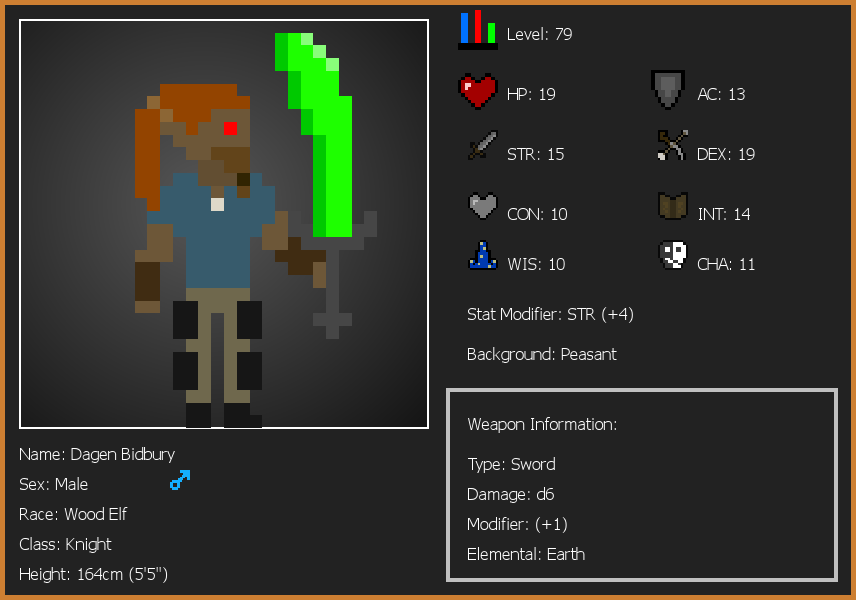 Level: 79
HP: 19
AC: 13
STR: 15
DEX: 19
CON: 10
INT: 14
WIS: 10
CHA: 11
Stat Modifier: STR (+4)
Background: Peasant
Weapon Information:
Type: Sword
Damage: d6
Modifier: (+1)
Elemental: Earth
Name: Dagen Bidbury
Sex: Male
Race: Wood Elf
Class: Knight
Height: 164cm (5'5")